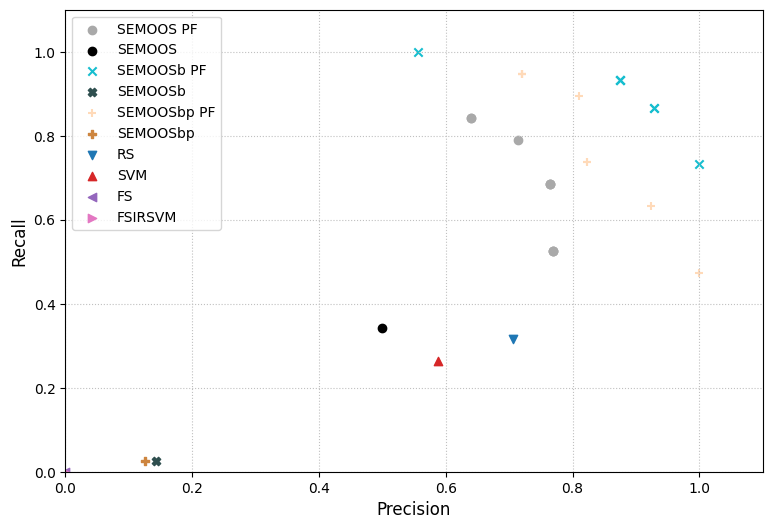 SEMOOS PF
SEMOOS
SEMOOSb PF
SEMOOSb
SEMOOSbp PF
SEMOOSbp
RS
SVM
FS
FSIRSVM
Recall
1.0
0.8
0.6
0.4
0.2
0.0
0.0 0.2 0.4 0.6 0.8 1.0
Precision